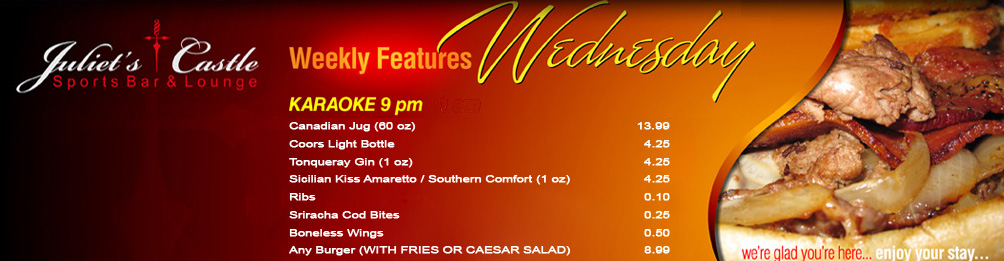 Juliet's Castle
Sports Bar & Lounge
Weekly Features Wednesday
KARAOKE 9 pm
Canadian Jug (60 oz) 13.99
Coors Light Bottle 4.25
Tonqueray Gin (1 oz) 4.25
Sicilian Kiss Amaretto / Southern Comfort (1 oz) 4.25
Ribs 0.10
Sriracha Cod Bites 0.25
Boneless Wings 0.50
Any Burger (WITH FRIES OR CAESAR SALAD) 8.99
we're glad you're here... enjoy your stay...